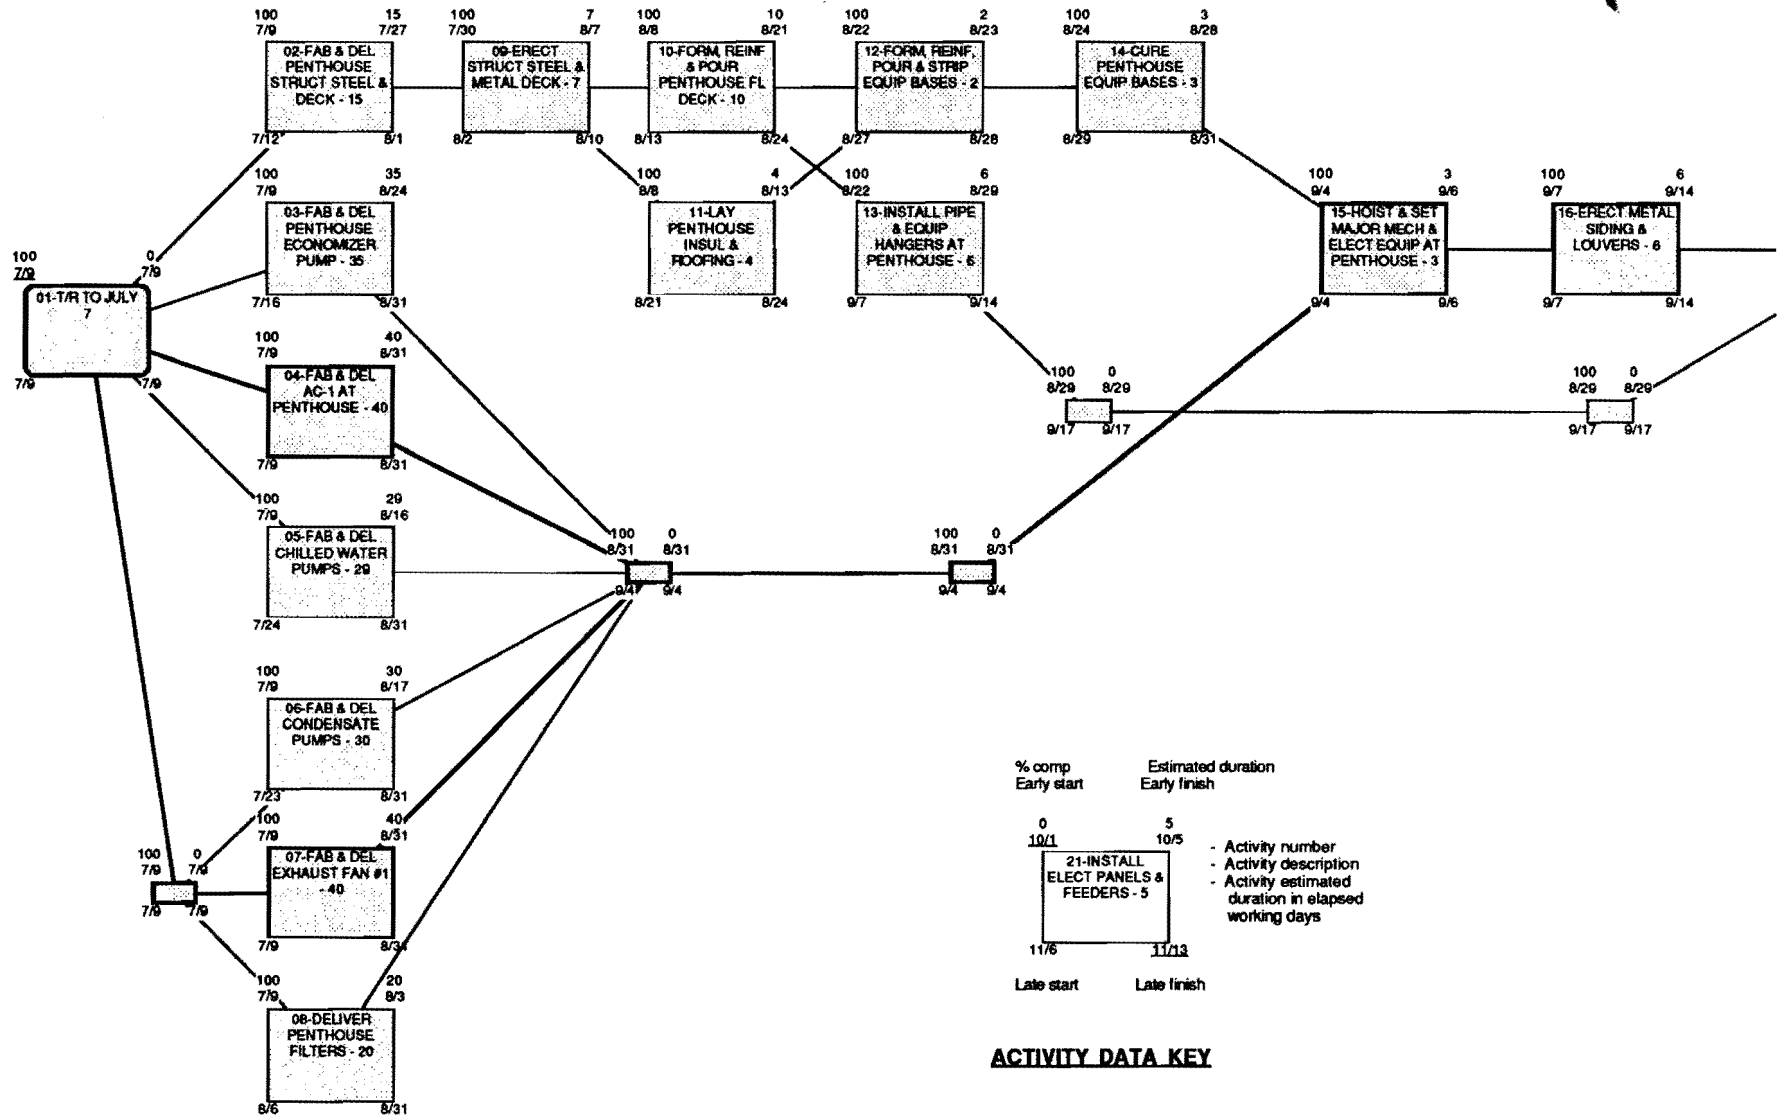 100 15
7/9 7/27
02-FAB & DEL
PENTHOUSE
STRUCT STEEL &
DECK - 15
7/12 8/1
100 7
7/30 8/7
09-ERECT
STRUCT STEEL &
METAL DECK - 7
8/2 8/10
100 10
8/8 8/21
10-FORM, REINF
& POUR
PENTHOUSE FL
DECK - 10
8/13 8/24
100 2
8/22 8/23
12-FORM, REINF,
POUR & STRIP
EQUIP BASES - 2
8/27 8/28
100 3
8/24 8/28
14-CURE
PENTHOUSE
EQUIP BASES - 3
8/29 8/31
100 35
7/9 8/24
03-FAB & DEL
PENTHOUSE
ECONOMIZER
PUMP - 35
7/16 8/31
100 4
8/8 8/13
11-LAY
PENTHOUSE
INSUL &
ROOFING - 4
8/21 8/24
100 6
8/22 8/29
13-INSTALL PIPE
& EQUIP
HANGERS AT
PENTHOUSE - 6
9/7 9/14
100 3
9/4 9/6
15-HOIST & SET
MAJOR MECH &
ELECT EQUIP AT
PENTHOUSE - 3
9/4 9/6
100 6
9/7 9/14
16-ERECT METAL
SIDING &
LOUVERS - 6
9/7 9/14
100 0
7/9 7/9
01-T/R TO JULY
7
7/9 7/9
100 40
7/9 8/31
04-FAB & DEL
AC-1 AT
PENTHOUSE - 40
7/9 8/31
100 0
8/29 8/29
9/17 9/17
100 0
8/29 8/29
9/17 9/17
100 29
7/9 8/16
05-FAB & DEL
CHILLED WATER
PUMPS - 29
7/24 8/31
100 0
8/31 8/31
9/4 9/4
100 0
8/31 8/31
9/4 9/4
100 30
7/9 8/17
06-FAB & DEL
CONDENSATE
PUMPS - 30
7/23 8/31
100 0
7/9 7/9
7/9 7/9
100 40
7/9 8/31
07-FAB & DEL
EXHAUST FAN #1
- 40
7/9 8/31
100 20
7/9 8/3
08-DELIVER
PENTHOUSE
FILTERS - 20
8/6 8/31
% comp Estimated duration
Early start Early finish
0 5
10/1 10/5
21-INSTALL
ELECT PANELS &
FEEDERS - 5
11/6 11/13
- Activity number
- Activity description
- Activity estimated
duration in elapsed
working days
Late start Late finish
ACTIVITY DATA KEY